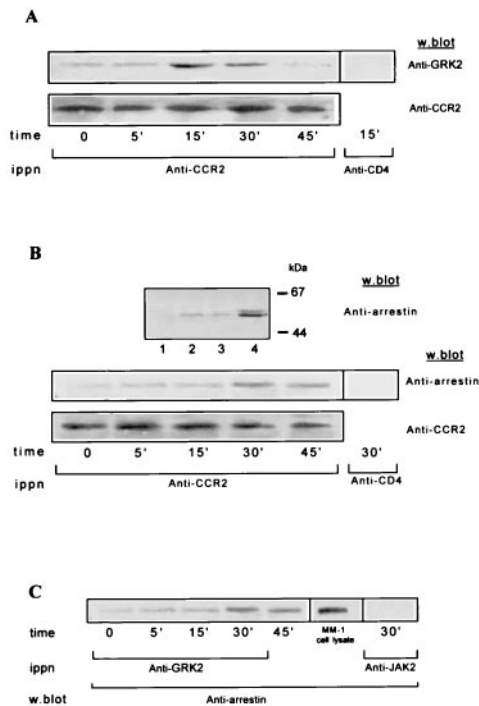 A
w.blot
Anti-GRK2
Anti-CCR2
time 0 5' 15' 30' 45' 15'
ippn Anti-CCR2 Anti-CD4
B
kDa
67
w.blot
Anti-arrestin
44
1 2 3 4
w.blot
Anti-arrestin
Anti-CCR2
time 0 5' 15' 30' 45' 30'
ippn Anti-CCR2 Anti-CD4
C
time 0 5' 15' 30' 45' MM-1 30'
cell lysate
ippn Anti-GRK2 Anti-JAK2
w.blot Anti-arrestin